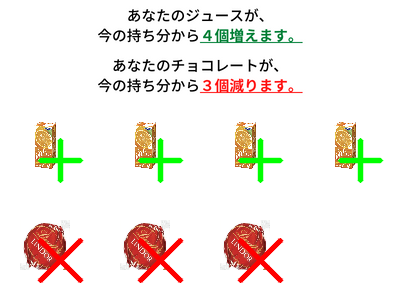 あなたのジュースが、
今の持ち分から４個増えます。
あなたのチョコレートが、
今の持ち分から３個減ります。
LINDOR
LINDOR
LINDOR